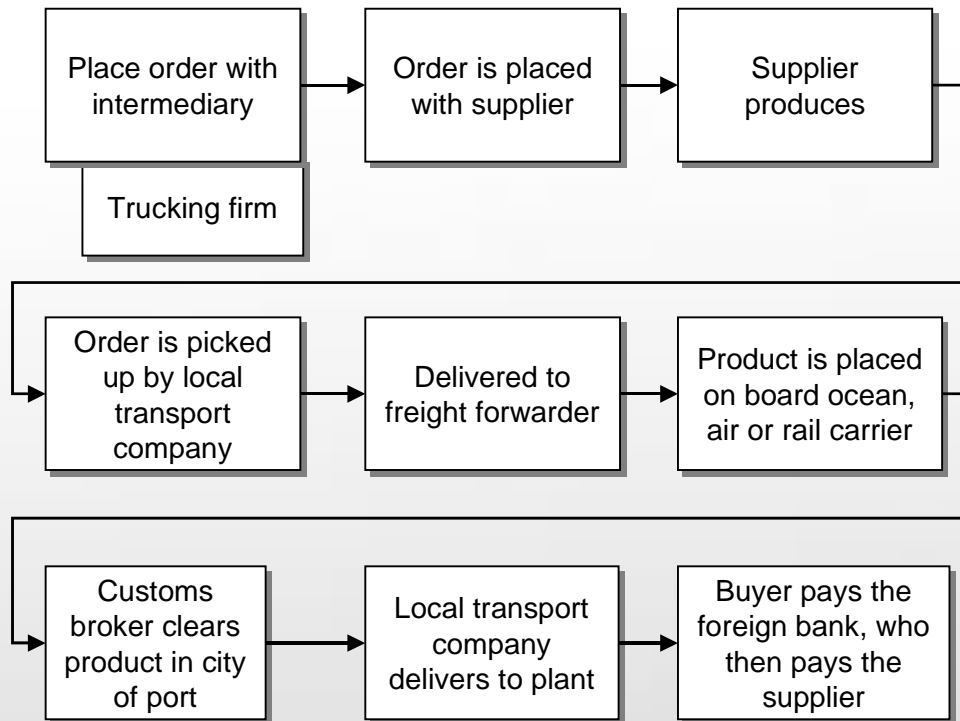 Place order with
intermediary
Order is placed
with supplier
Supplier
produces
Trucking firm
Order is picked
up by local
transport
company
Delivered to
freight forwarder
Product is placed
on board ocean,
air or rail carrier
Customs
broker clears
product in city
of port
Local transport
company
delivers to plant
Buyer pays the
foreign bank, who
then pays the
supplier